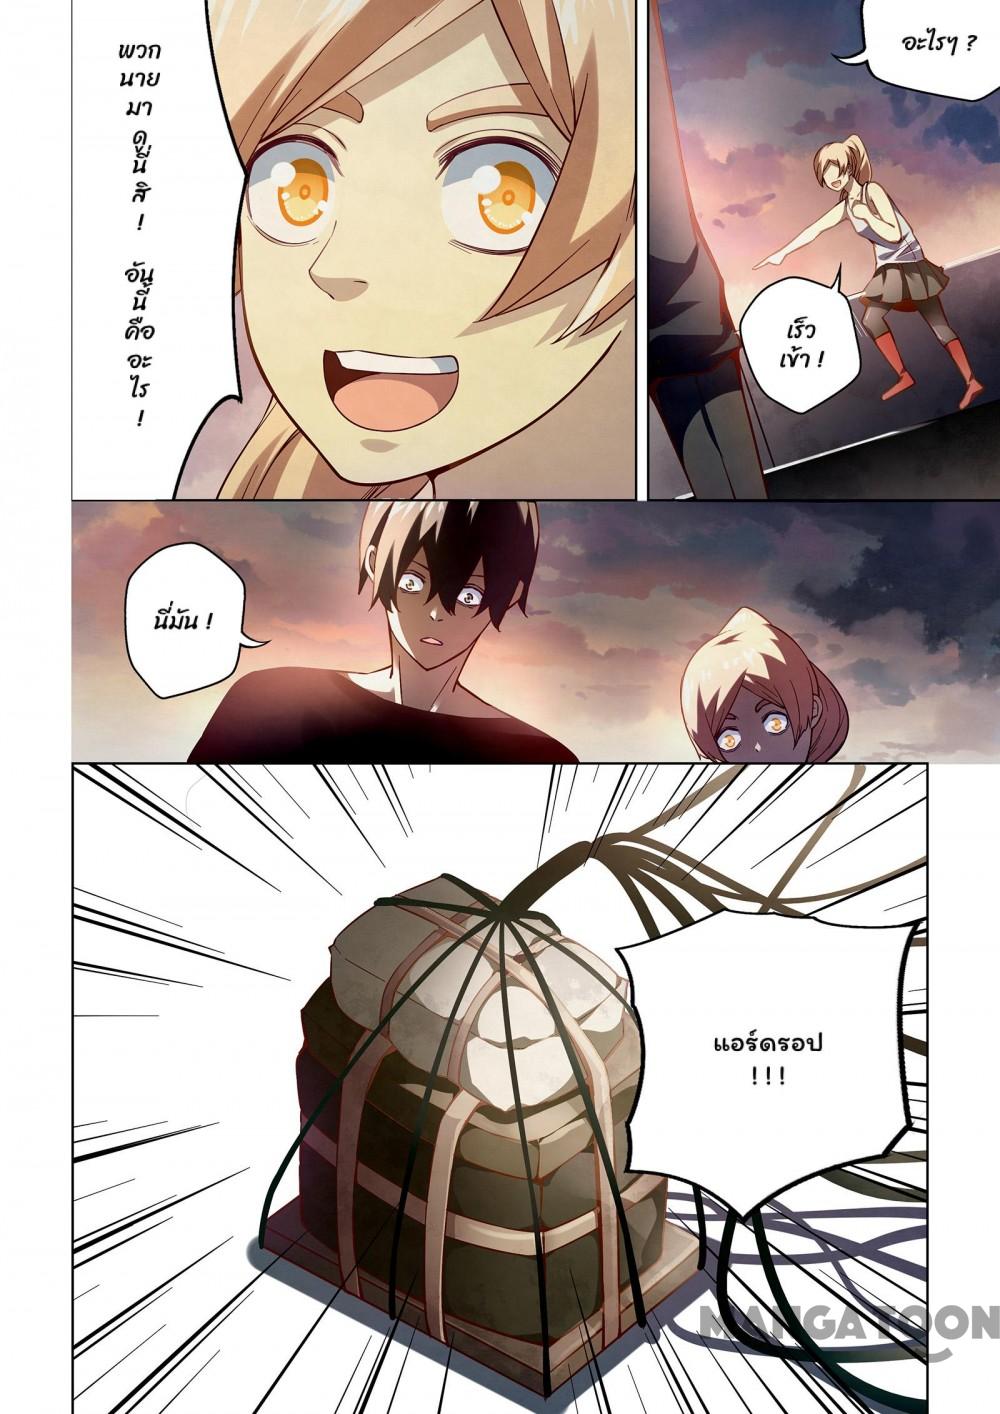 พวก
นาย
มา
ดู
นี่
สิ !
อัน
นี้
คือ
อะ
ไร !
อะไรๆ ?
เร็ว
เข้า !
นี่มัน !
แอร์ดรอป
!!!
MANGATOON